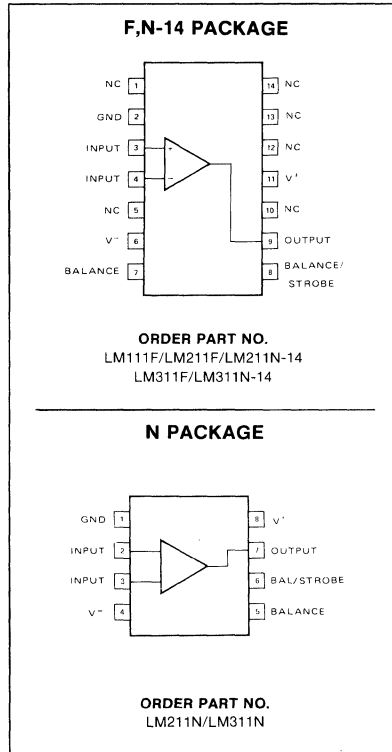 F,N-14 PACKAGE
NC 1
14 NC
GND 2
13 NC
INPUT 3 +
12 NC
INPUT 4 −
11 V'
NC 5
10 NC
V− 6
9 OUTPUT
BALANCE 7
8 BALANCE/
STROBE
ORDER PART NO.
LM111F/LM211F/LM211N-14
LM311F/LM311N-14
N PACKAGE
GND 1
8 V'
INPUT 2
7 OUTPUT
INPUT 3
6 BAL/STROBE
V− 4
5 BALANCE
ORDER PART NO.
LM211N/LM311N